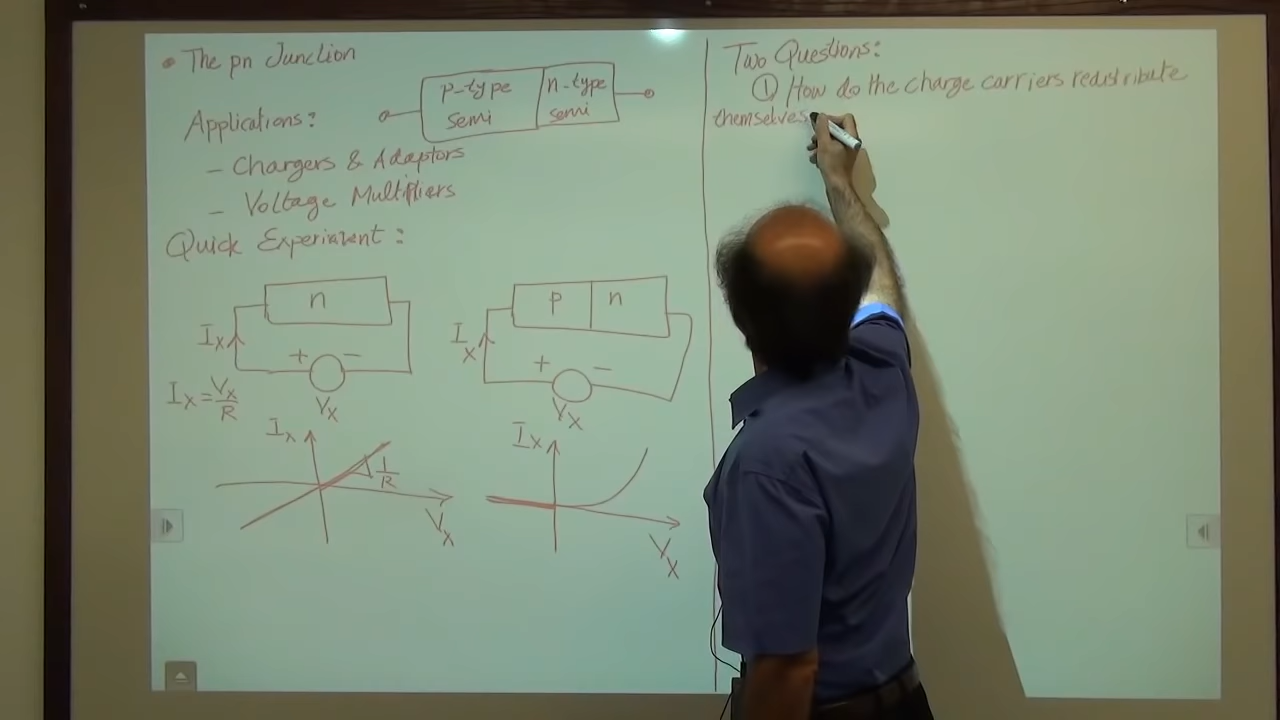 • The pn Junction
p-type semi
n-type semi
Applications:
- Chargers & Adaptors
- Voltage Multipliers
Quick Experiment:
n
Ix
+ -
Vx
Ix = Vx/R
Ix
1/R
Vx
p n
Ix
+ -
Vx
Ix
Vx
Two Questions:
① How do the charge carriers redistribute
themselves